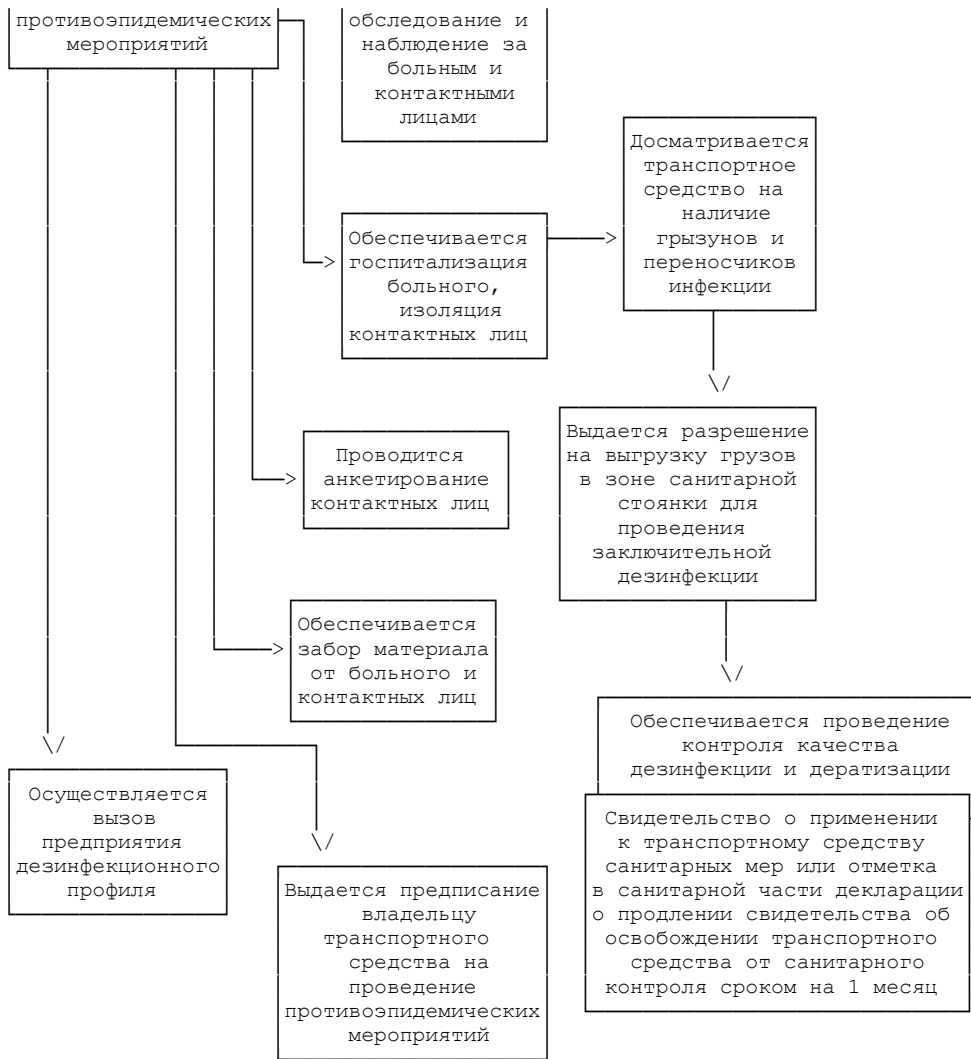 противоэпидемических
мероприятий
обследование и
наблюдение за
больным и
контактными
лицами
Досматривается
транспортное
средство на
наличие
грызунов и
переносчиков
инфекции
Обеспечивается
госпитализация
больного,
изоляция
контактных лиц
Выдается разрешение
на выгрузку грузов
в зоне санитарной
стоянки для
проведения
заключительной
дезинфекции
Проводится
анкетирование
контактных лиц
Обеспечивается
забор материала
от больного и
контактных лиц
Обеспечивается проведение
контроля качества
дезинфекции и дератизации
Осуществляется
вызов
предприятия
дезинфекционного
профиля
Свидетельство о применении
к транспортному средству
санитарных мер или отметка
в санитарной части декларации
о продлении свидетельства об
освобождении транспортного
средства от санитарного
контроля сроком на 1 месяц
Выдается предписание
владельцу
транспортного
средства на
проведение
противоэпидемических
мероприятий